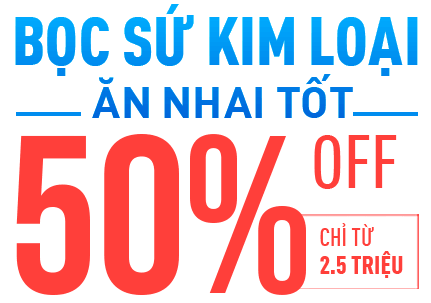 BỌC SỨ KIM LOẠI
ĂN NHAI TỐT
50% OFF
CHỈ TỪ
2.5 TRIỆU